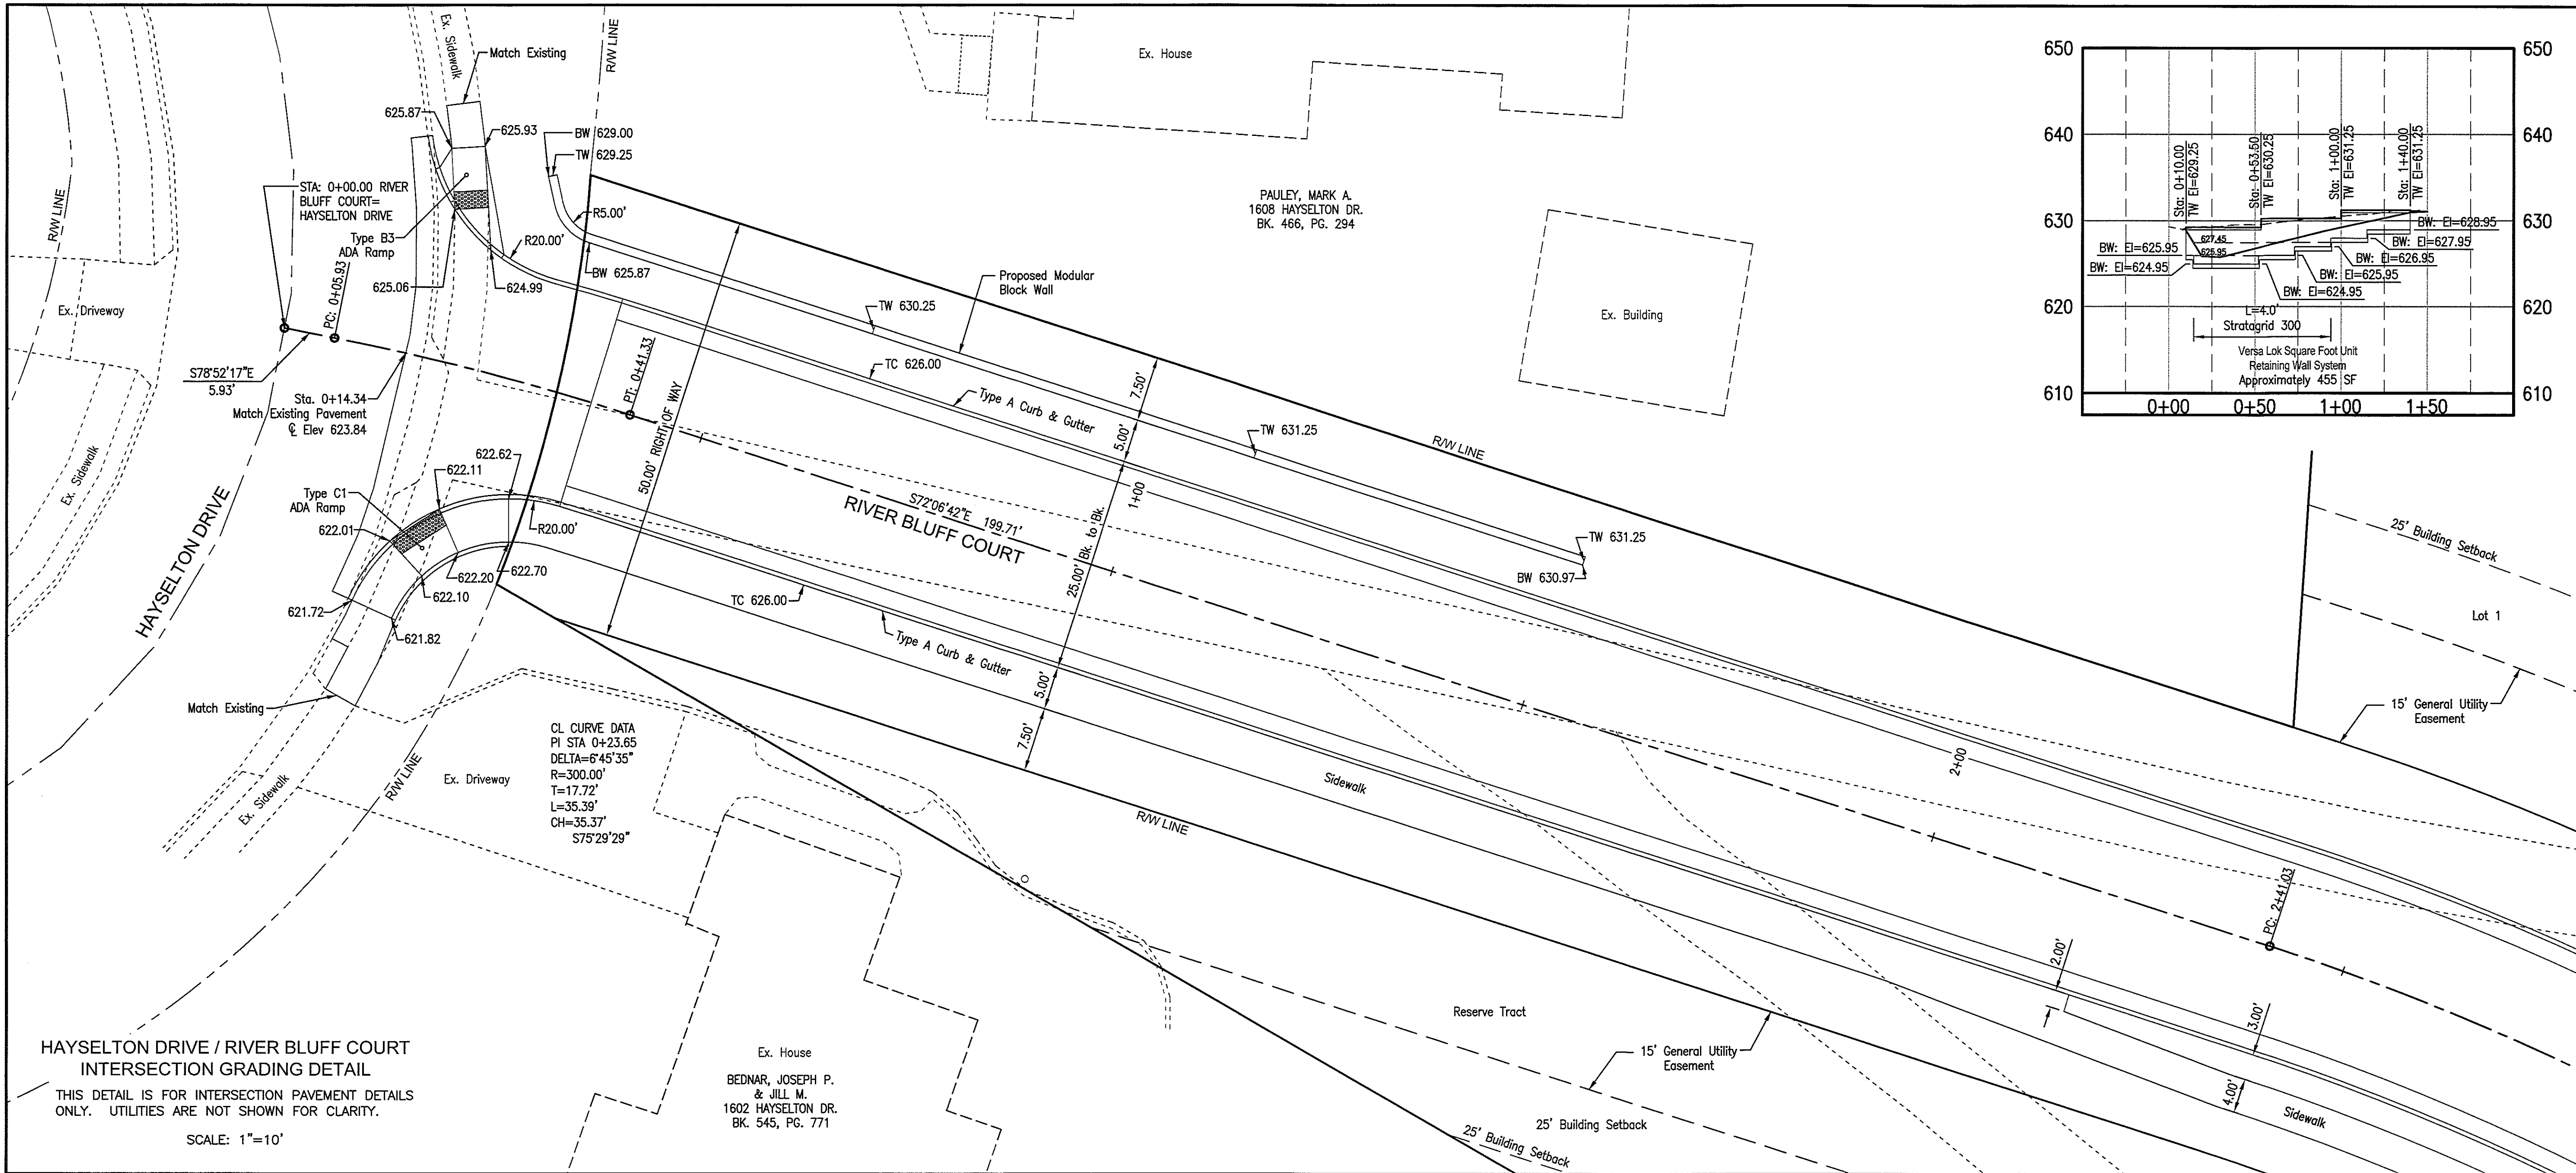 Ex. Sidewalk
Match Existing
R/W LINE
Ex. House
625.87
625.93
BW 629.00
TW 629.25
STA: 0+00.00 RIVER
BLUFF COURT=
HAYSELTON DRIVE
R5.00'
R20.00'
Type B3
ADA Ramp
625.06
624.99
BW 625.87
PAULEY, MARK A.
1608 HAYSELTON DR.
BK. 466, PG. 294
R/W LINE
PC: 0+05.93
Ex. Driveway
TW 630.25
Proposed Modular
Block Wall
Ex. Building
S78°52'17"E
5.93'
Sta. 0+14.34
Match Existing Pavement
℄ Elev 623.84
PT: 0+41.33
50.00' RIGHT OF WAY
TC 626.00
Type A Curb & Gutter
7.50'
5.00'
TW 631.25
R/W LINE
622.62
622.11
Type C1
ADA Ramp
622.01
R20.00'
622.20
622.70
622.10
621.72
621.82
Ex. Sidewalk
HAYSELTON DRIVE
S72°06'42"E 199.71'
RIVER BLUFF COURT
1+00
25.00' Bk. to Bk.
TW 631.25
BW 630.97
TC 626.00
Type A Curb & Gutter
5.00'
7.50'
Match Existing
Ex. Sidewalk
R/W LINE
Ex. Driveway
CL CURVE DATA
PI STA 0+23.65
DELTA=6°45'35"
R=300.00'
T=17.72'
L=35.39'
CH=35.37'
S75°29'29"
Sidewalk
R/W LINE
2+00
25' Building Setback
Lot 1
15' General Utility
Easement
PC: 2+41.03
2.00'
3.00'
4.00'
Sidewalk
Reserve Tract
15' General Utility
Easement
25' Building Setback
25' Building Setback
Ex. House
BEDNAR, JOSEPH P.
& JILL M.
1602 HAYSELTON DR.
BK. 545, PG. 771
HAYSELTON DRIVE / RIVER BLUFF COURT
INTERSECTION GRADING DETAIL
THIS DETAIL IS FOR INTERSECTION PAVEMENT DETAILS
ONLY. UTILITIES ARE NOT SHOWN FOR CLARITY.
SCALE: 1"=10'
650 650
640 640
630 630
620 620
610 610
Sta: 0+10.00
TW El=629.25
Sta: 0+53.50
TW El=630.25
Sta: 1+00.00
TW El=631.25
Sta: 1+40.00
TW El=631.25
627.45
625.95
BW: El=625.95
BW: El=624.95
BW: El=628.95
BW: El=627.95
BW: El=626.95
BW: El=625.95
BW: El=624.95
L=4.0'
Stratagrid 300
Versa Lok Square Foot Unit
Retaining Wall System
Approximately 455 SF
0+00 0+50 1+00 1+50